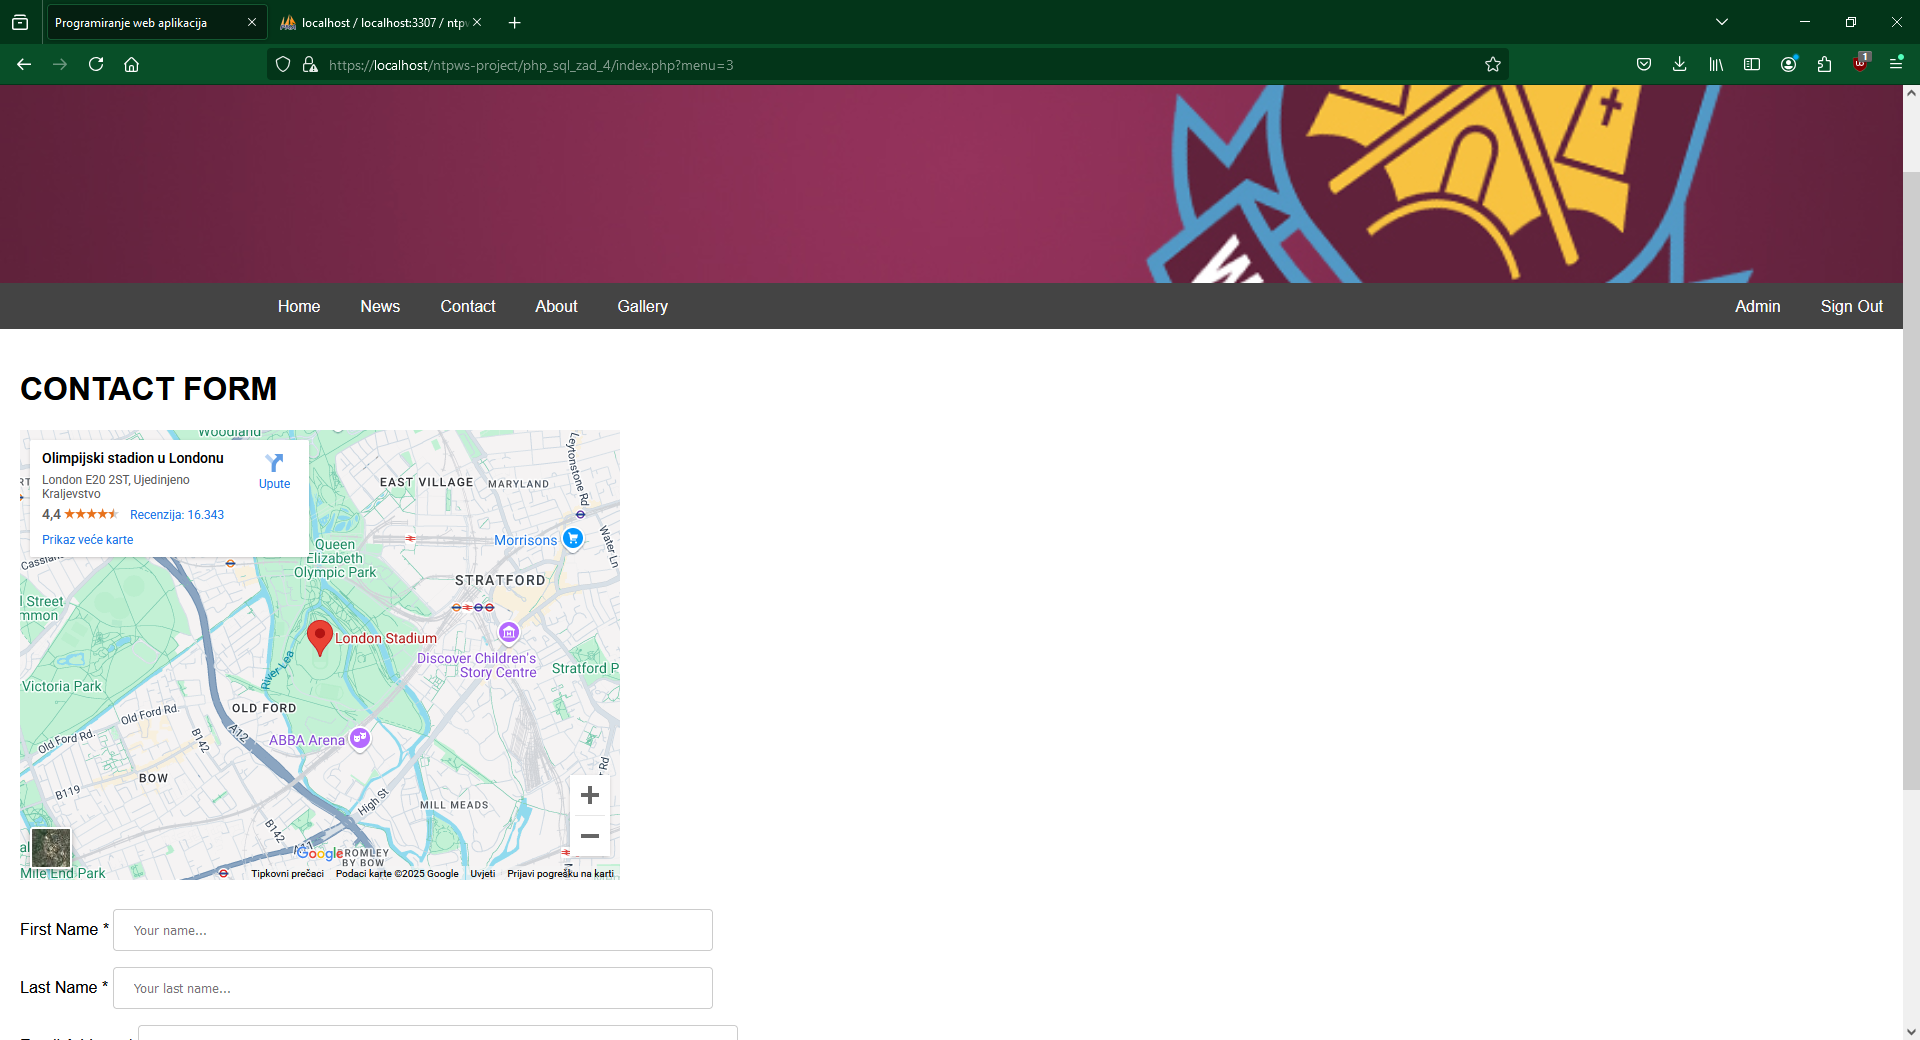 Programiranje web aplikacija
localhost / localhost:3307 / ntp
https://localhost/ntpws-project/php_sql_zad_4/index.php?menu=3
1
Home News Contact About Gallery Admin Sign Out
CONTACT FORM
Woodland
Olimpijski stadion u Londonu
London E20 2ST, Ujedinjeno
Kraljevstvo
Upute
4,4 Recenzija: 16.343
Prikaz veće karte
Leytonstone Rd
EAST VILLAGE
MARYLAND
Water Ln
Morrisons
Queen
Elizabeth
Olympic Park
STRATFORD
l Street
mmon
London Stadium
Discover Children's
Story Centre
Stratford P
River Lea
Victoria Park
OLD FORD
Old Ford Rd.
Old Ford Rd.
B142
A12
ABBA Arena
BOW
B119
High St
MILL MEADS
B142
A11
BROMLEY
BY BOW
Google
Mile End Park
Tipkovni prečaci Podaci karte ©2025 Google Uvjeti Prijavi pogrešku na karti
First Name * Your name...
Last Name * Your last name...